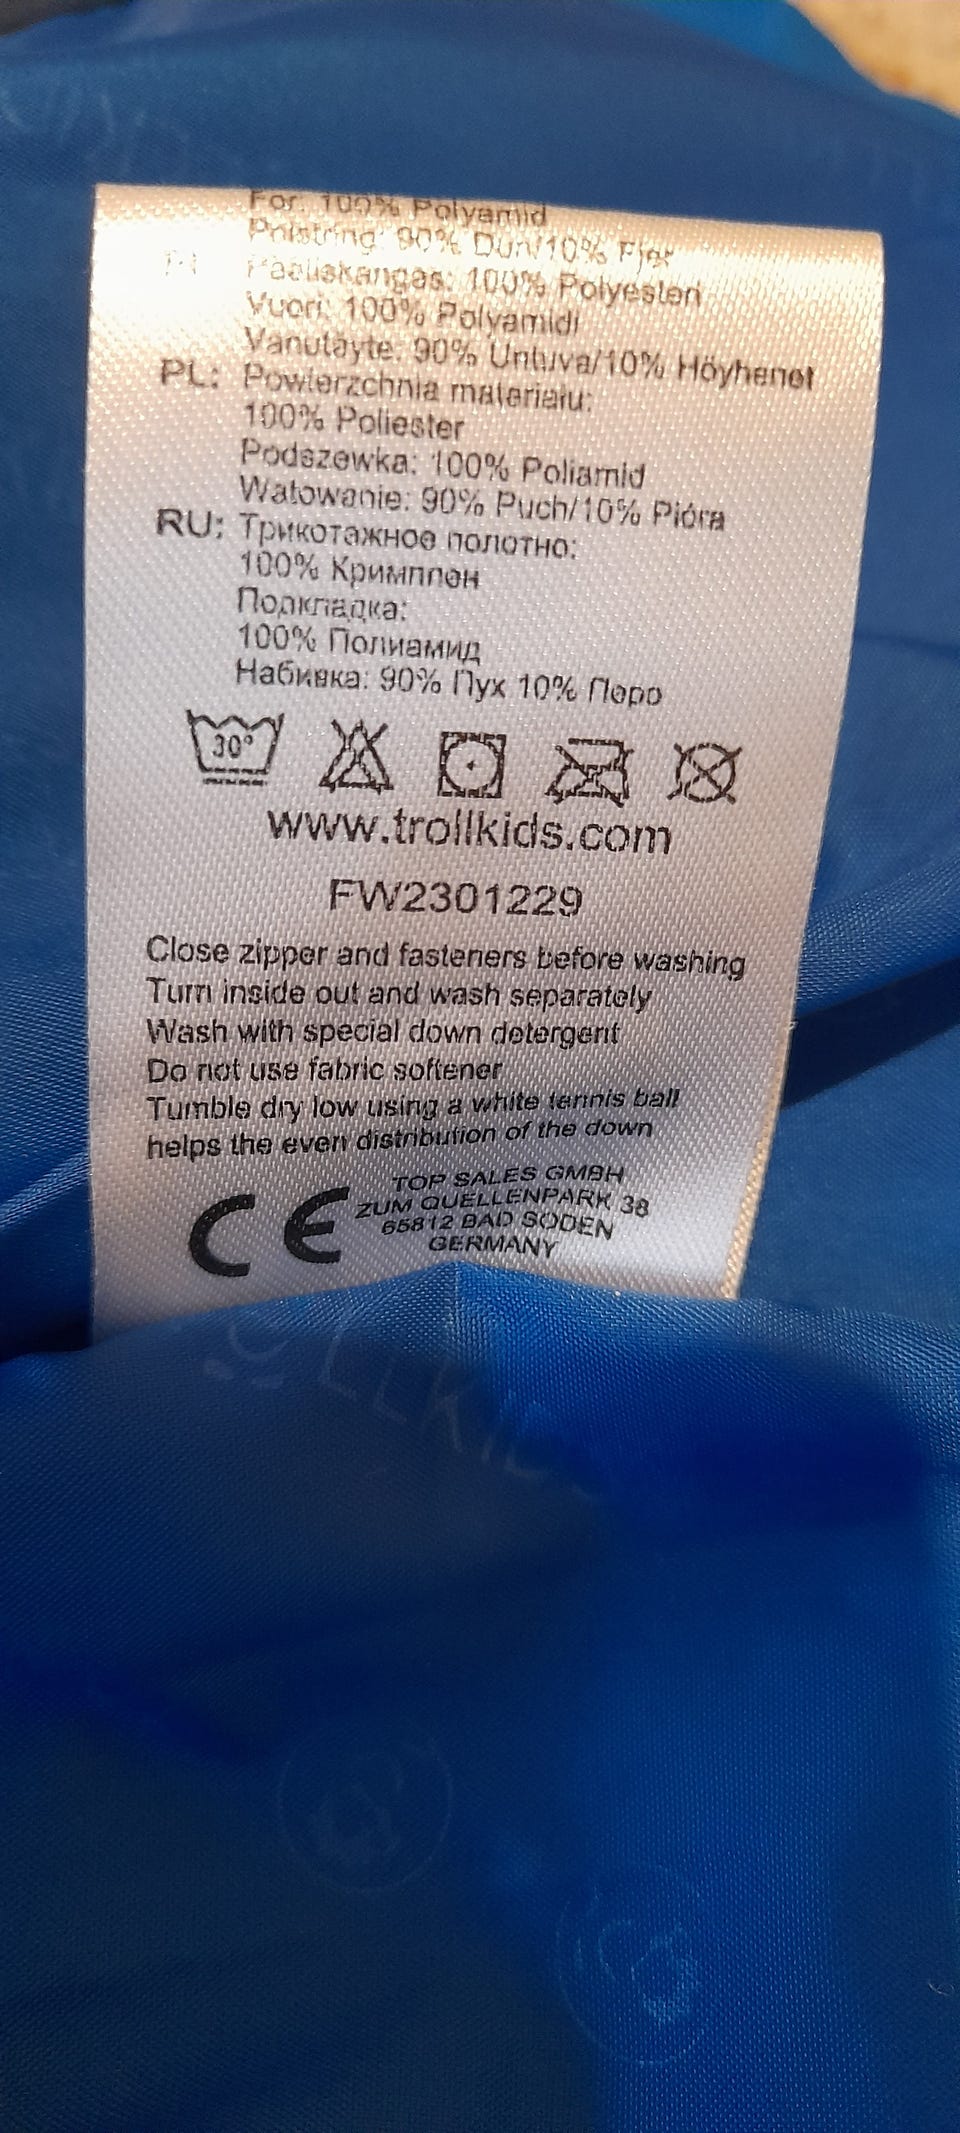 For: 100% Polyamid
Polstring: 90% Dun/10% Fjer
FI Päälliskangas: 100% Polyesteri
Vuori: 100% Polyamidi
Vanutäyte: 90% Untuva/10% Höyhenet
PL: Powierzchnia materiału:
100% Poliester
Podszewka: 100% Poliamid
Watowanie: 90% Puch/10% Pióra
RU: Трикотажное полотно:
100% Кримплен
Подкладка:
100% Полиамид
Набивка: 90% Пух 10% Перо
30°
www.trollkids.com
FW2301229
Close zipper and fasteners before washing
Turn inside out and wash separately
Wash with special down detergent
Do not use fabric softener
Tumble dry low using a white tennis ball
helps the even distribution of the down
CE
TOP SALES GMBH
ZUM QUELLENPARK 38
65812 BAD SODEN
GERMANY